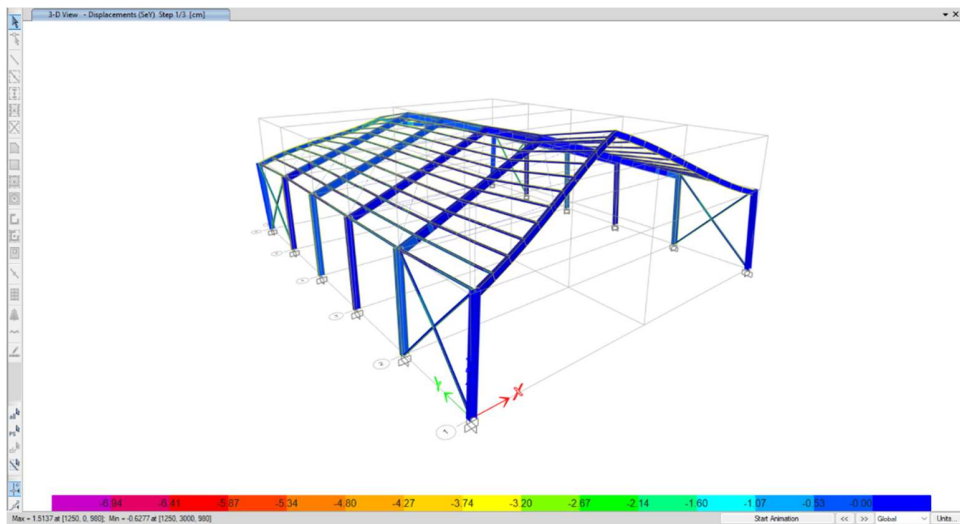 3-D View - Displacements (SeY) Step 1/3 [cm]
Y X
-6.94 -6.41 -5.87 -5.34 -4.80 -4.27 -3.74 -3.20 -2.67 -2.14 -1.60 -1.07 -0.53 -0.00
Max = 1.5137 at [1250, 0, 980]; Min = -0.6277 at [1250, 3000, 980] Start Animation << >> Global Units...